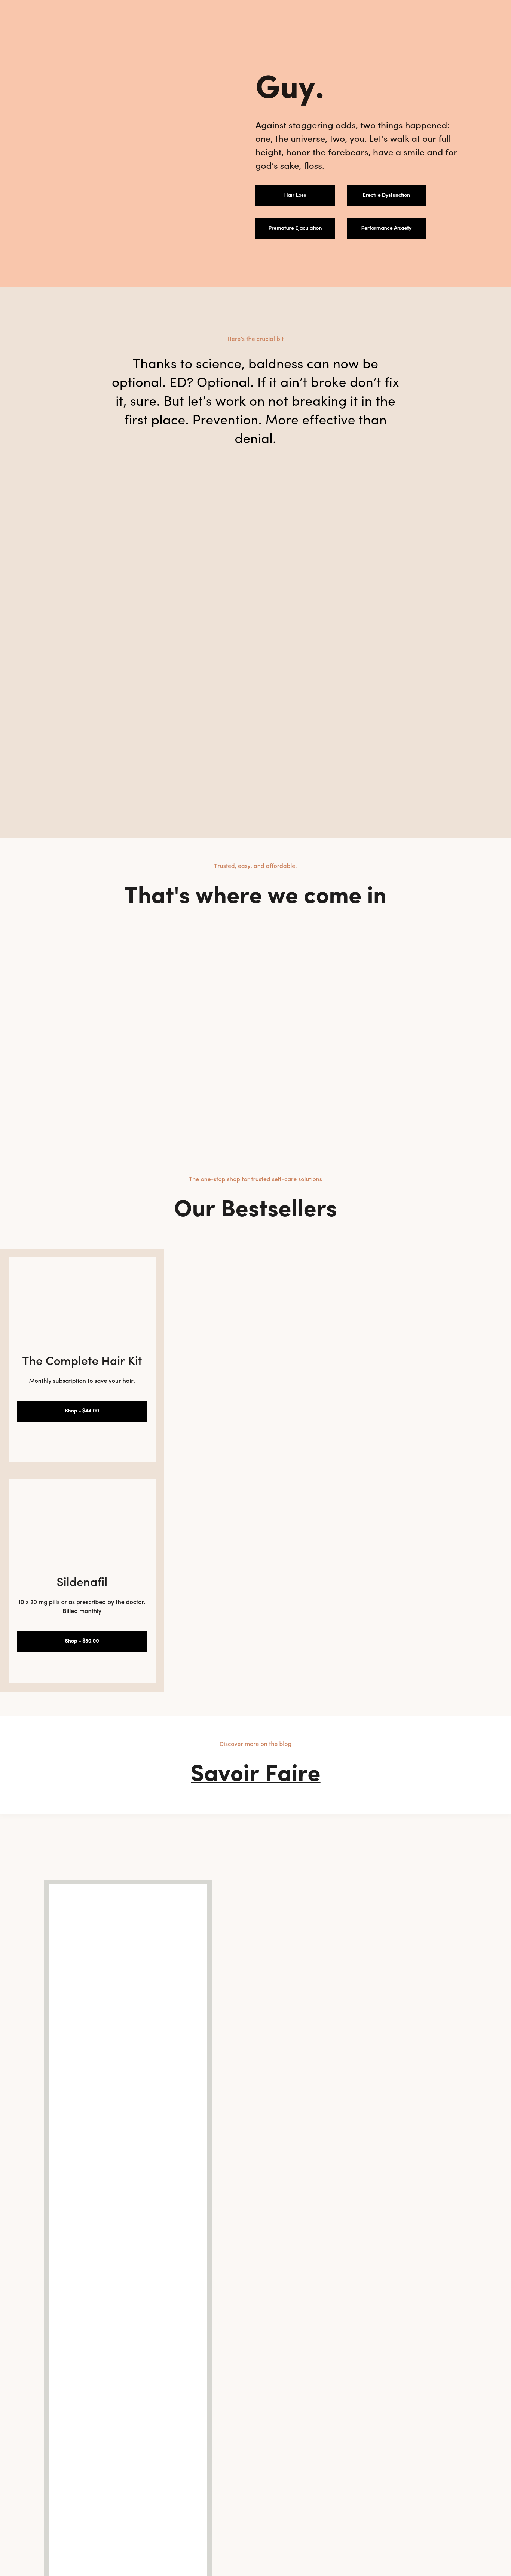 Guy.
Against staggering odds, two things happened:
one, the universe, two, you. Let’s walk at our full
height, honor the forebears, have a smile and for
god’s sake, floss.
Hair Loss
Erectile Dysfunction
Premature Ejaculation
Performance Anxiety
Here’s the crucial bit
Thanks to science, baldness can now be
optional. ED? Optional. If it ain’t broke don’t fix
it, sure. But let’s work on not breaking it in the
first place. Prevention. More effective than
denial.
Trusted, easy, and affordable.
That's where we come in
The one-stop shop for trusted self-care solutions
Our Bestsellers
The Complete Hair Kit
Monthly subscription to save your hair.
Shop - $44.00
Sildenafil
10 x 20 mg pills or as prescribed by the doctor.
Billed monthly
Shop - $30.00
Discover more on the blog
Savoir Faire